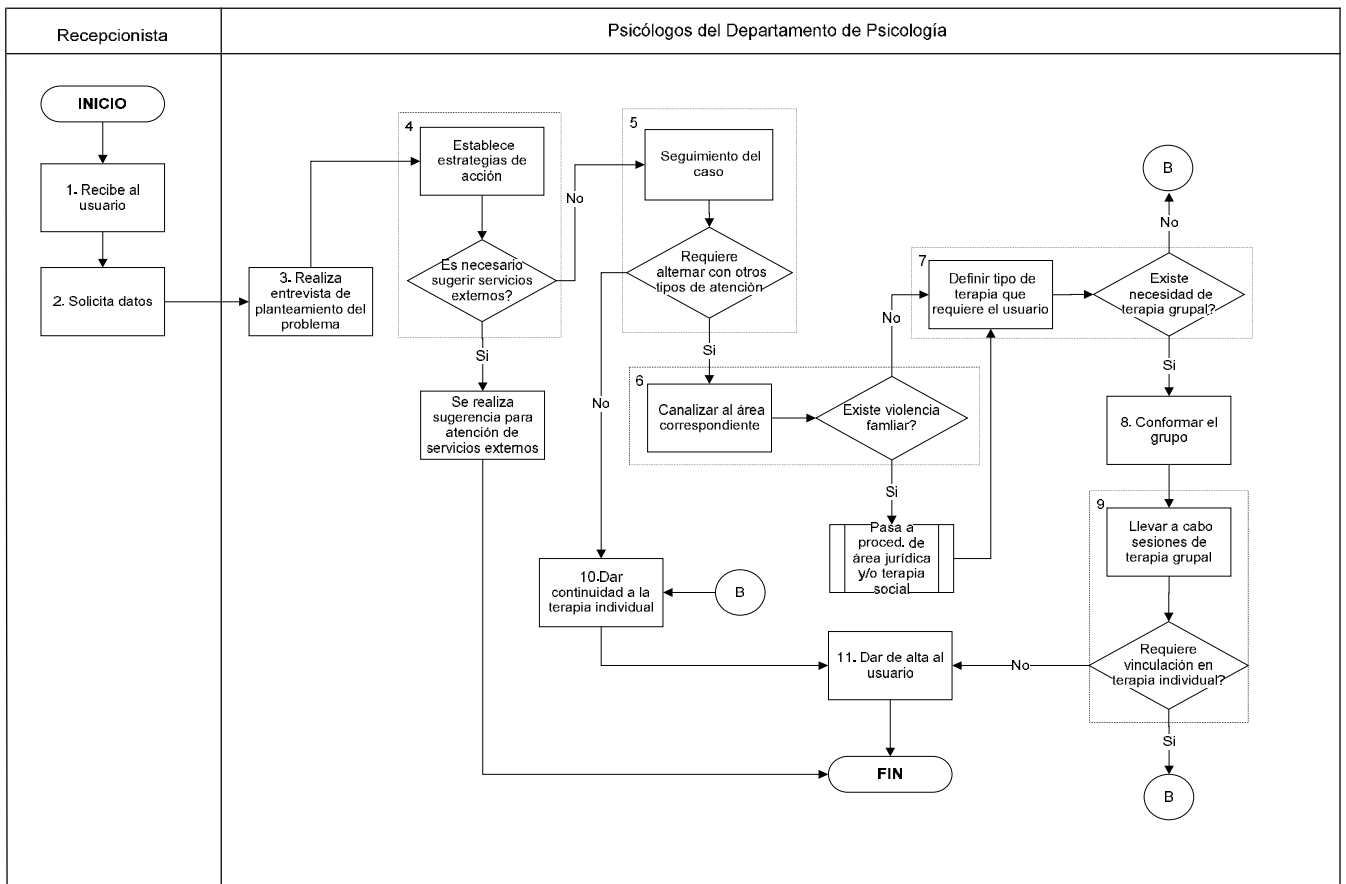 Recepcionista
Psicólogos del Departamento de Psicología
INICIO
1. Recibe al
usuario
2. Solicita datos
3. Realiza
entrevista de
planteamiento del
problema
4
Establece
estrategias de
acción
Es necesario
sugerir servicios
externos?
No
Si
Se realiza
sugerencia para
atención de
servicios externos
5
Seguimiento del
caso
Requiere
alternar con otros
tipos de atención
No
Si
6
Canalizar al área
correspondiente
Existe violencia
famliar?
No
Si
Pasa a
proced. de
área jurídica
y/o terapia
social
7
Definir tipo de
terapia que
requiere el usuario
Existe
necesidad de
terapia grupal?
No
B
Si
8. Conformar el
grupo
9
Llevar a cabo
sesiones de
terapia grupal
Requiere
vinculación en
terapia individual?
No
Si
B
10.Dar
continuidad a la
terapia individual
B
11. Dar de alta al
usuario
FIN